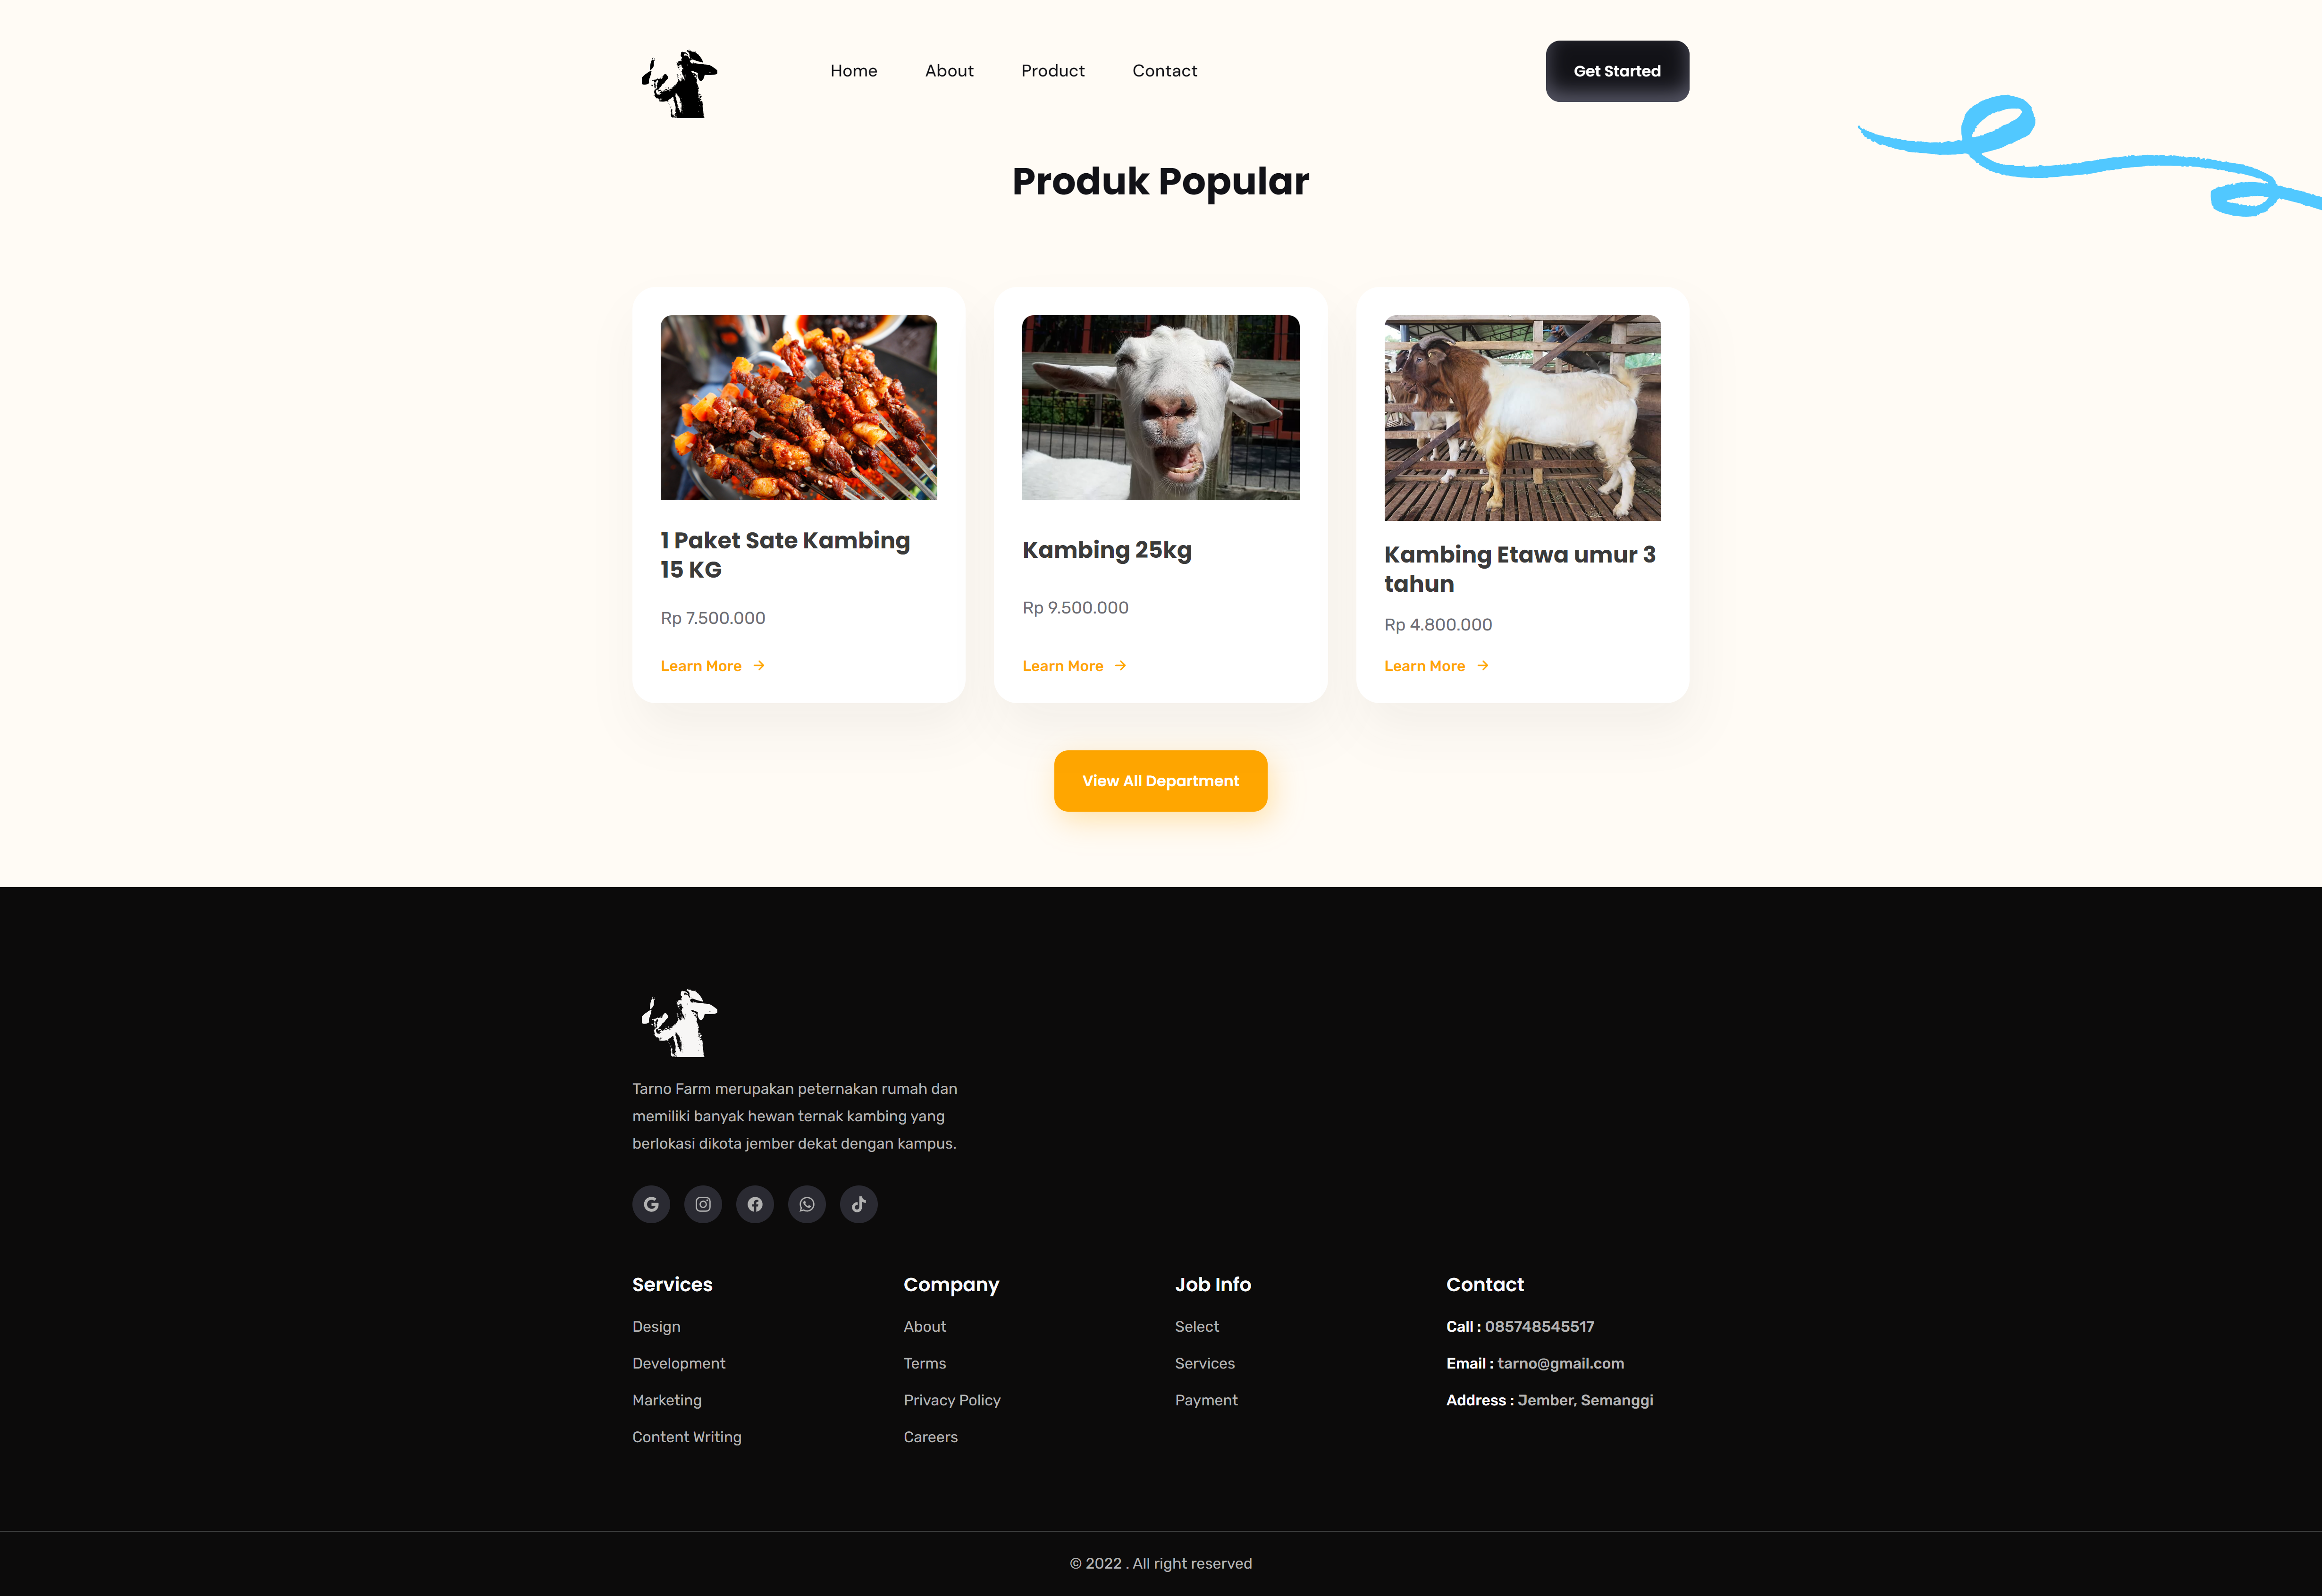 Home
About
Product
Contact
Get Started
Produk Popular
1 Paket Sate Kambing
15 KG
Rp 7.500.000
Learn More
Kambing 25kg
Rp 9.500.000
Learn More
Kambing Etawa umur 3
tahun
Rp 4.800.000
Learn More
View All Department
Tarno Farm merupakan peternakan rumah dan
memiliki banyak hewan ternak kambing yang
berlokasi dikota jember dekat dengan kampus.
Services
Design
Development
Marketing
Content Writing
Company
About
Terms
Privacy Policy
Careers
Job Info
Select
Services
Payment
Contact
Call : 085748545517
Email : tarno@gmail.com
Address : Jember, Semanggi
© 2022 . All right reserved